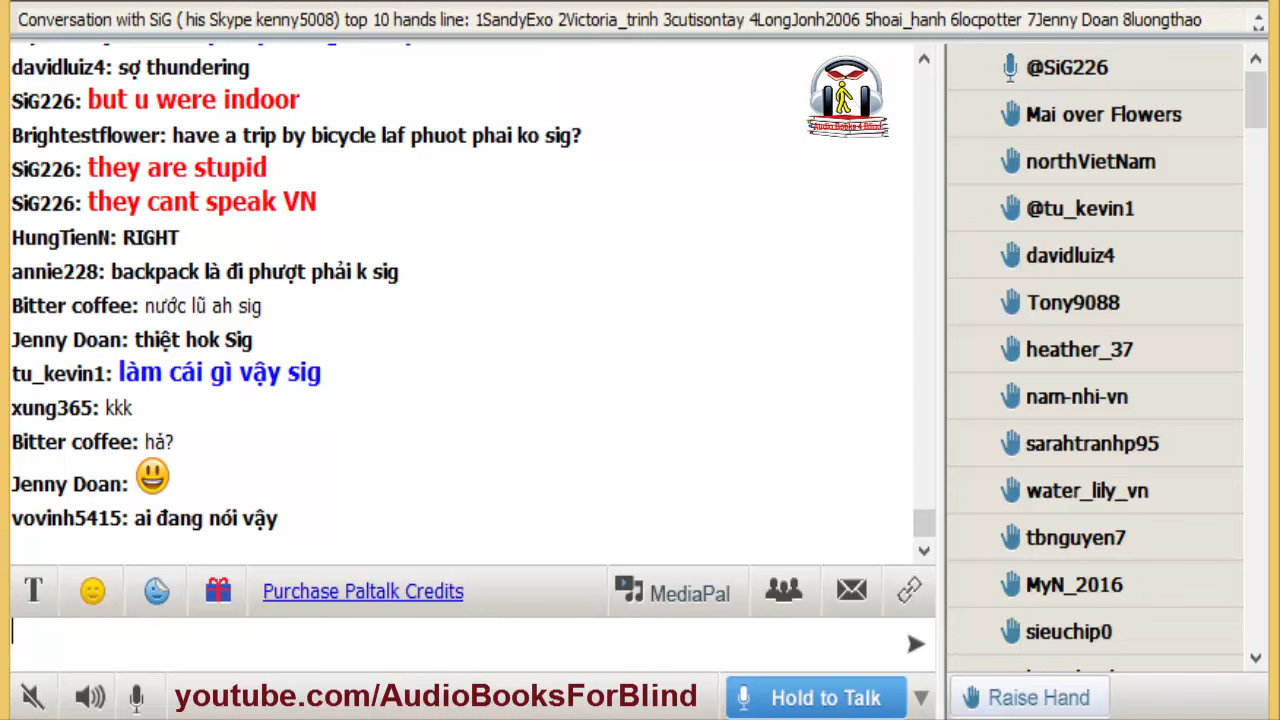 Conversation with SiG ( his Skype kenny5008) top 10 hands line: 1SandyExo 2Victoria_trinh 3cutisontay 4LongJonh2006 5hoai_hanh 6locpotter 7Jenny Doan 8luongthao
davidluiz4: sợ thundering
SiG226: but u were indoor
Brightestflower: have a trip by bicycle laf phuot phai ko sig?
SiG226: they are stupid
SiG226: they cant speak VN
HungTienN: RIGHT
annie228: backpack là đi phượt phải k sig
Bitter coffee: nước lũ ah sig
Jenny Doan: thiệt hok Sig
tu_kevin1: làm cái gì vậy sig
xung365: kkk
Bitter coffee: hả?
Jenny Doan:
vovinh5415: ai đang nói vậy
Audio Books 4 Blind
@SiG226
Mai over Flowers
northVietNam
@tu_kevin1
davidluiz4
Tony9088
heather_37
nam-nhi-vn
sarahtranhp95
water_lily_vn
tbnguyen7
MyN_2016
sieuchip0
T Purchase Paltalk Credits MediaPal
youtube.com/AudioBooksForBlind Hold to Talk Raise Hand